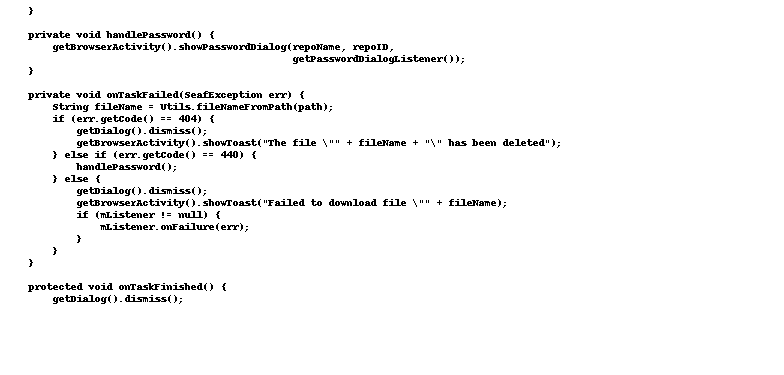 }
private void handlePassword() {
getBrowserActivity().showPasswordDialog(repoName, repoID,
getPasswordDialogListener());
}
private void onTaskFailed(SeafException err) {
String fileName = Utils.fileNameFromPath(path);
if (err.getCode() == 404) {
getDialog().dismiss();
getBrowserActivity().showToast("The file \"" + fileName + "\" has been deleted");
} else if (err.getCode() == 440) {
handlePassword();
} else {
getDialog().dismiss();
getBrowserActivity().showToast("Failed to download file \"" + fileName);
if (mListener != null) {
mListener.onFailure(err);
}
}
}
protected void onTaskFinished() {
getDialog().dismiss();